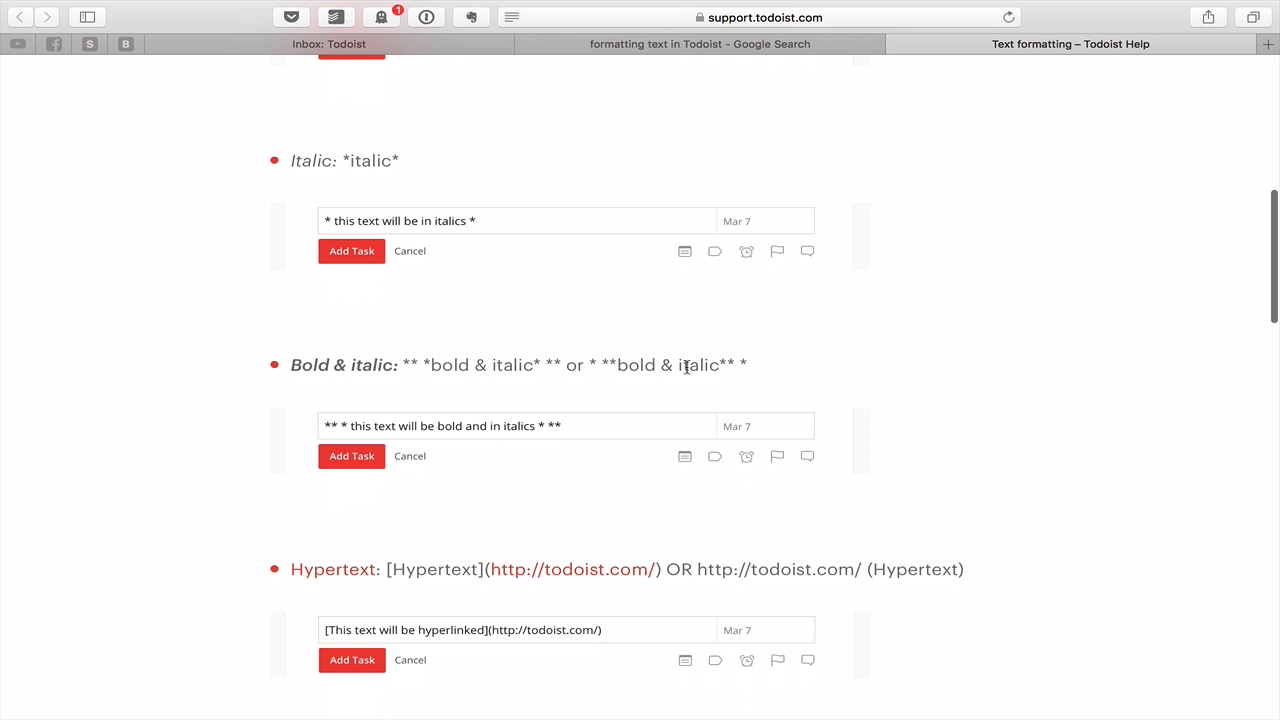 1
support.todoist.com
S
B
Inbox: Todoist
formatting text in Todoist - Google Search
Text formatting – Todoist Help
+
Italic: *italic*
* this text will be in italics *
Mar 7
Add Task
Cancel
Bold & italic: ** *bold & italic* ** or * **bold & italic** *
** * this text will be bold and in italics * **
Mar 7
Add Task
Cancel
Hypertext: [Hypertext](http://todoist.com/) OR http://todoist.com/ (Hypertext)
[This text will be hyperlinked](http://todoist.com/)
Mar 7
Add Task
Cancel